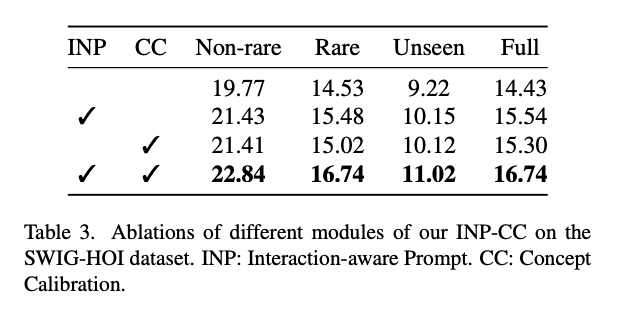 INP CC Non-rare Rare Unseen Full
19.77 14.53 9.22 14.43
✓ 21.43 15.48 10.15 15.54
✓ 21.41 15.02 10.12 15.30
✓ ✓ 22.84 16.74 11.02 16.74
Table 3. Ablations of different modules of our INP-CC on the
SWIG-HOI dataset. INP: Interaction-aware Prompt. CC: Concept
Calibration.